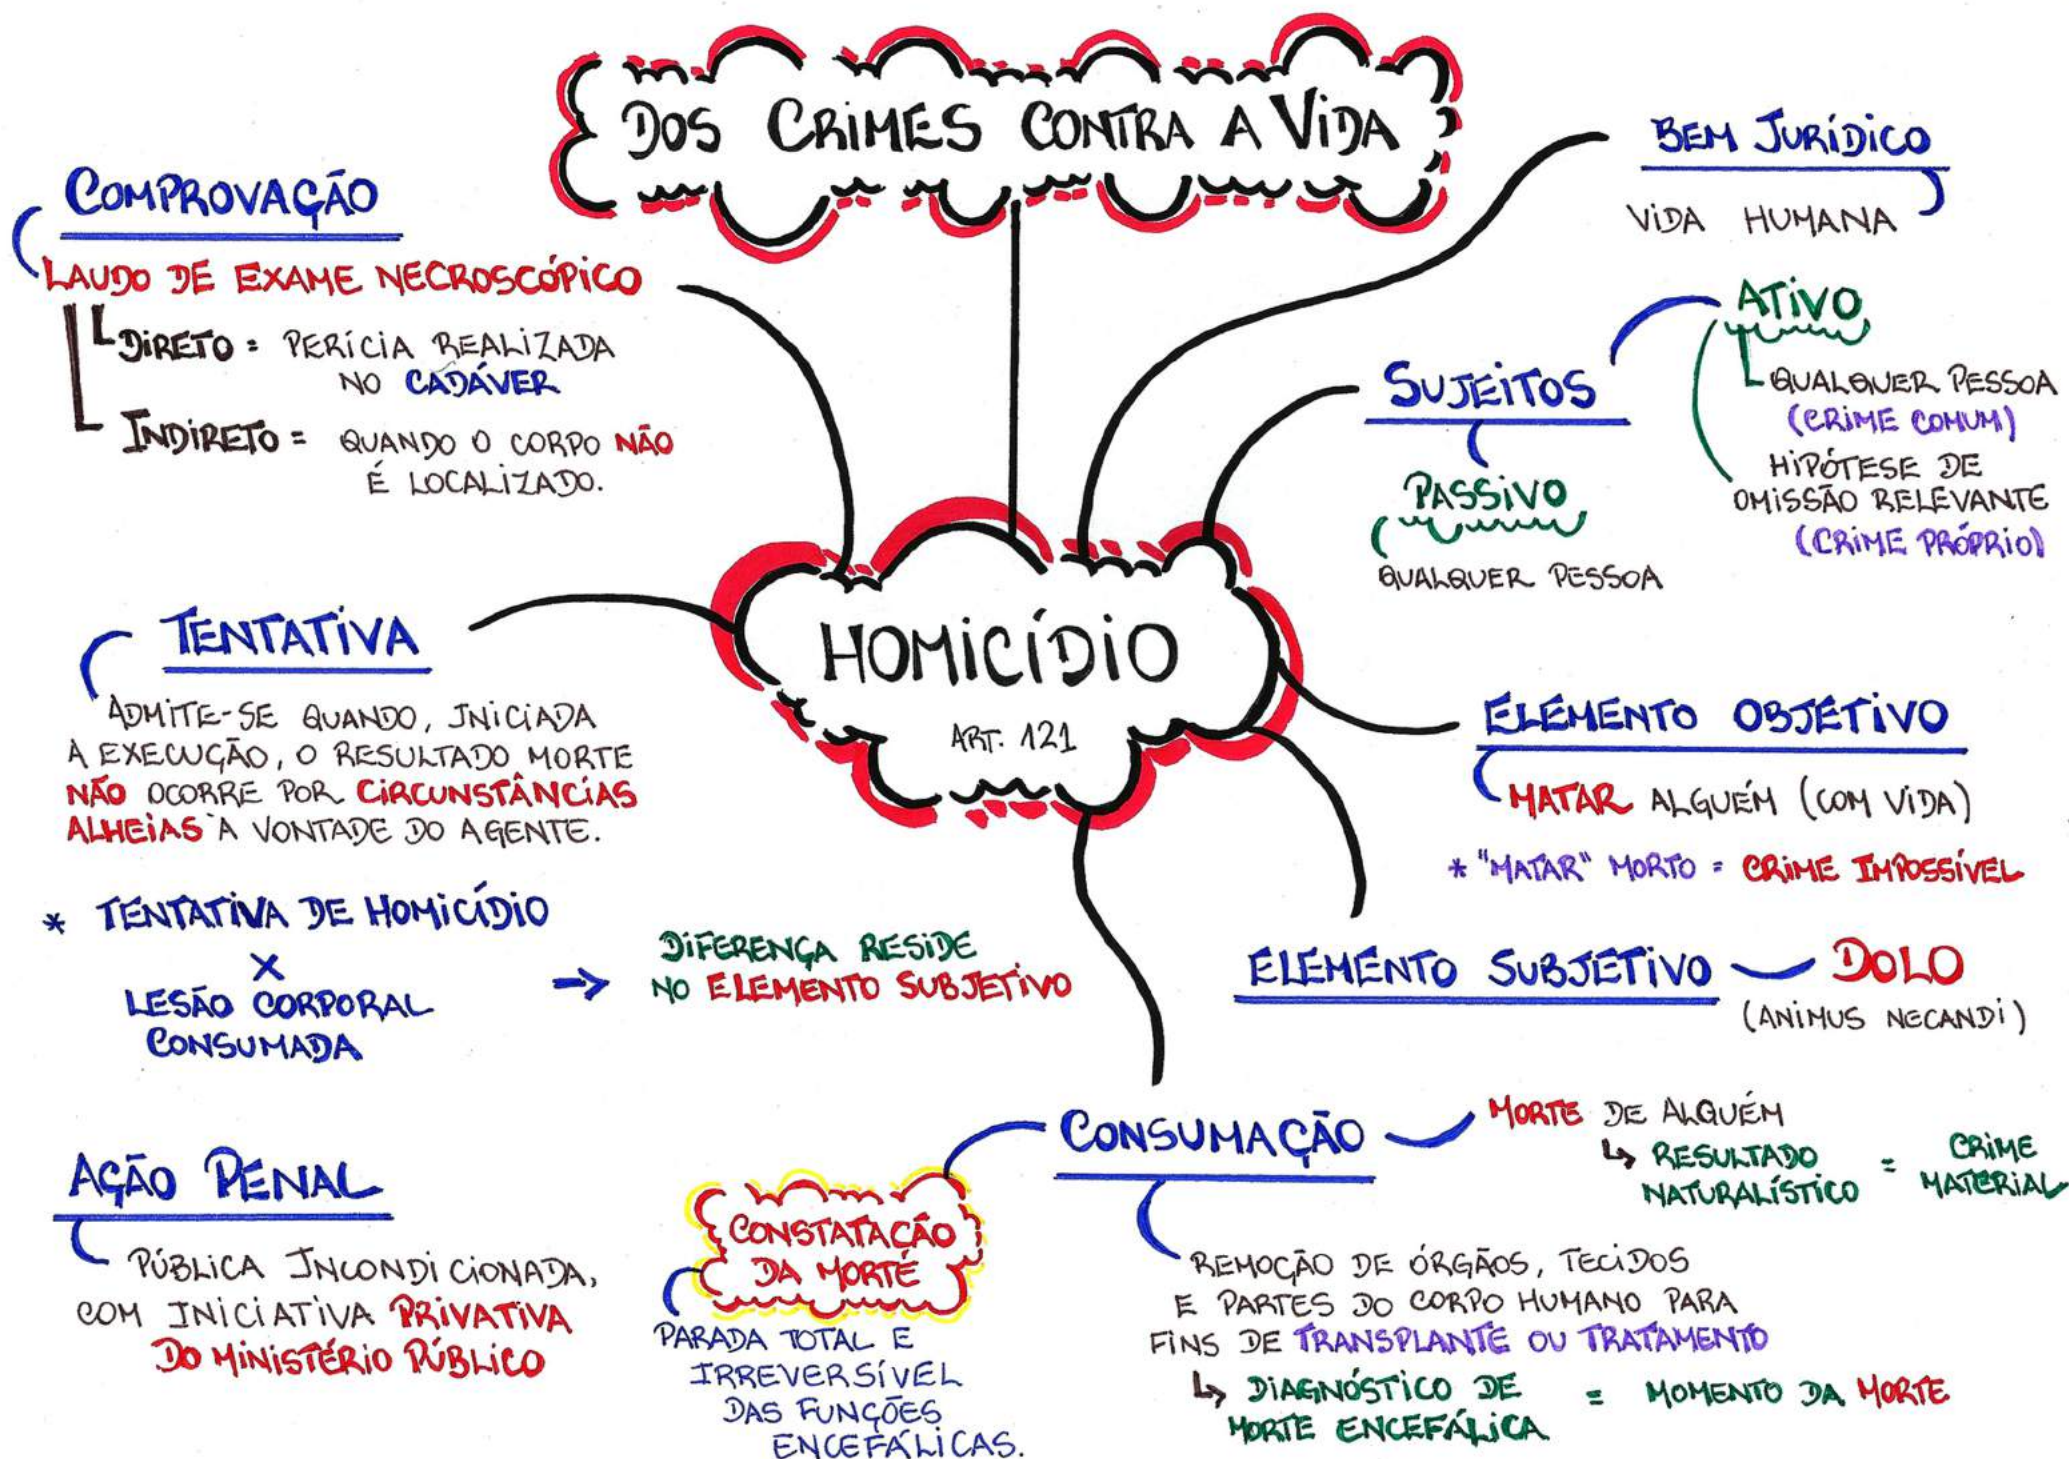 DOS CRIMES CONTRA A VIDA
COMPROVAÇÃO
LAUDO DE EXAME NECROSCÓPICO
DIRETO = PERÍCIA REALIZADA
NO CADÁVER
INDIRETO = QUANDO O CORPO NÃO
É LOCALIZADO.
BEM JURÍDICO
VIDA HUMANA
SUJEITOS
ATIVO
QUALQUER PESSOA
(CRIME COMUM)
HIPÓTESE DE
OMISSÃO RELEVANTE
(CRIME PRÓPRIO)
PASSIVO
QUALQUER PESSOA
HOMICÍDIO
ART. 121
TENTATIVA
ADMITE-SE QUANDO, INICIADA
A EXECUÇÃO, O RESULTADO MORTE
NÃO OCORRE POR CIRCUNSTÂNCIAS
ALHEIAS À VONTADE DO AGENTE.
* TENTATIVA DE HOMICÍDIO
X
LESÃO CORPORAL
CONSUMADA
→ DIFERENÇA RESIDE
NO ELEMENTO SUBJETIVO
ELEMENTO OBJETIVO
MATAR ALGUÉM (COM VIDA)
* "MATAR" MORTO = CRIME IMPOSSÍVEL
ELEMENTO SUBJETIVO — DOLO
(ANIMUS NECANDI)
CONSUMAÇÃO
MORTE DE ALGUÉM
↳ RESULTADO
NATURALÍSTICO = CRIME
MATERIAL
CONSTATACÃO
DA MORTE
PARADA TOTAL E
IRREVERSÍVEL
DAS FUNÇÕES
ENCEFÁLICAS.
REMOÇÃO DE ÓRGÃOS, TECIDOS
E PARTES DO CORPO HUMANO PARA
FINS DE TRANSPLANTE OU TRATAMENTO
↳ DIAGNÓSTICO DE
MORTE ENCEFÁLICA = MOMENTO DA MORTE
AÇÃO PENAL
PÚBLICA INCONDICIONADA,
COM INICIATIVA PRIVATIVA
DO MINISTÉRIO PÚBLICO